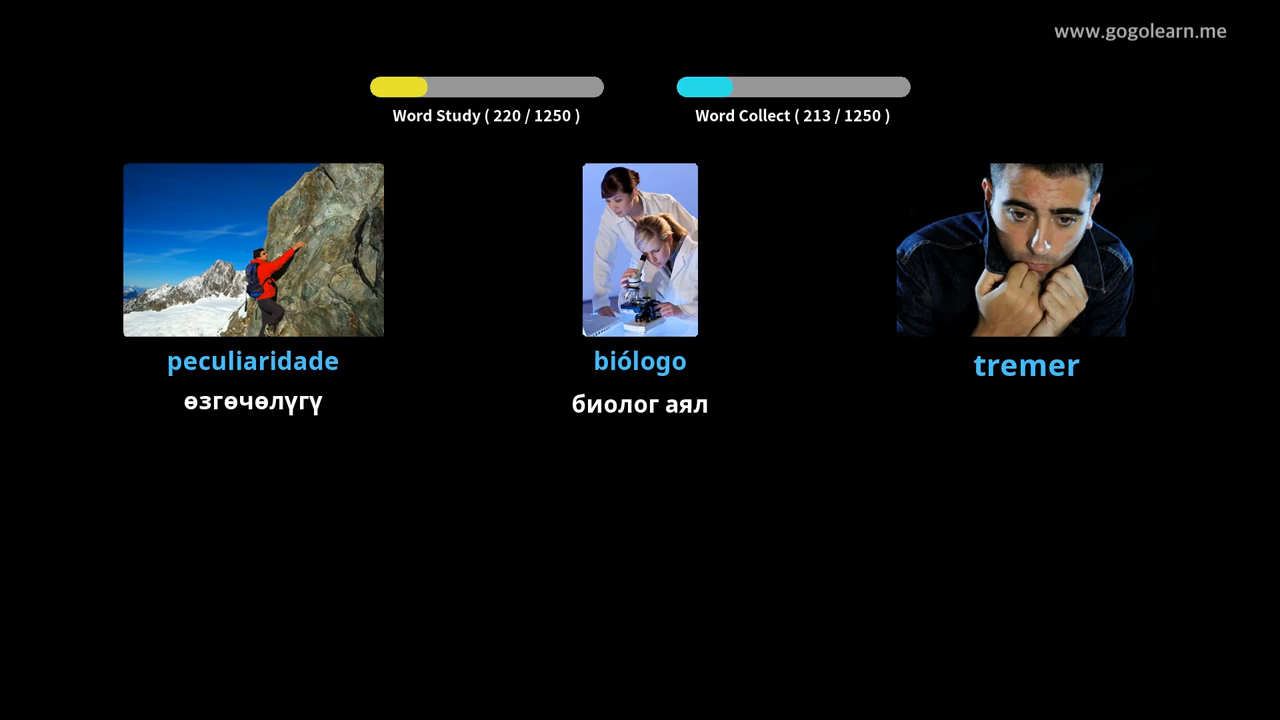 www.gogolearn.me
Word Study ( 220 / 1250 )
Word Collect ( 213 / 1250 )
peculiaridade
өзгөчөлүгү
biólogo
биолог аял
tremer